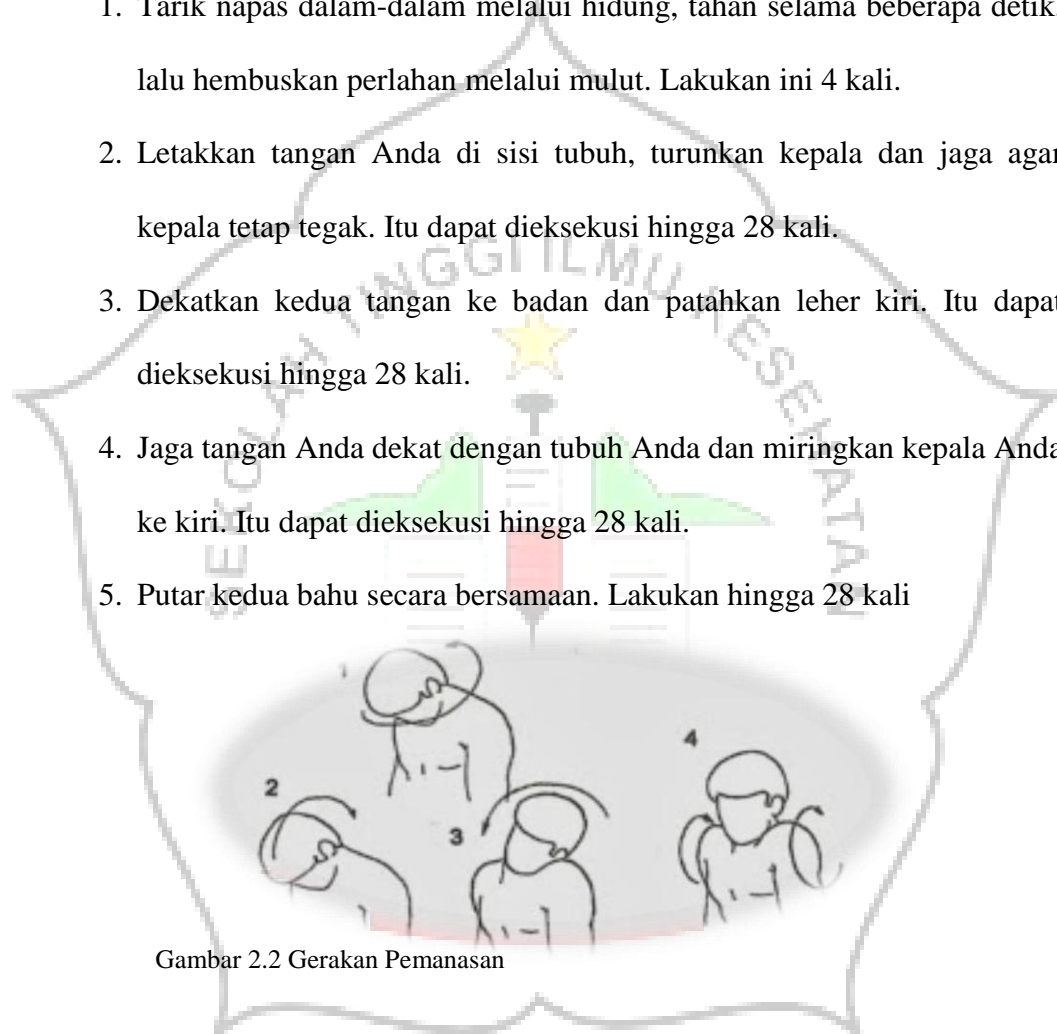 1. Tarik napas dalam-dalam melalui hidung, tahan selama beberapa detik,
lalu hembuskan perlahan melalui mulut. Lakukan ini 4 kali.
2. Letakkan tangan Anda di sisi tubuh, turunkan kepala dan jaga agar
kepala tetap tegak. Itu dapat dieksekusi hingga 28 kali.
3. Dekatkan kedua tangan ke badan dan patahkan leher kiri. Itu dapat
dieksekusi hingga 28 kali.
4. Jaga tangan Anda dekat dengan tubuh Anda dan miringkan kepala Anda
ke kiri. Itu dapat dieksekusi hingga 28 kali.
5. Putar kedua bahu secara bersamaan. Lakukan hingga 28 kali
SEKOLAH TINGGI ILMU KESEHATAN
1
4
2
3
Gambar 2.2 Gerakan Pemanasan